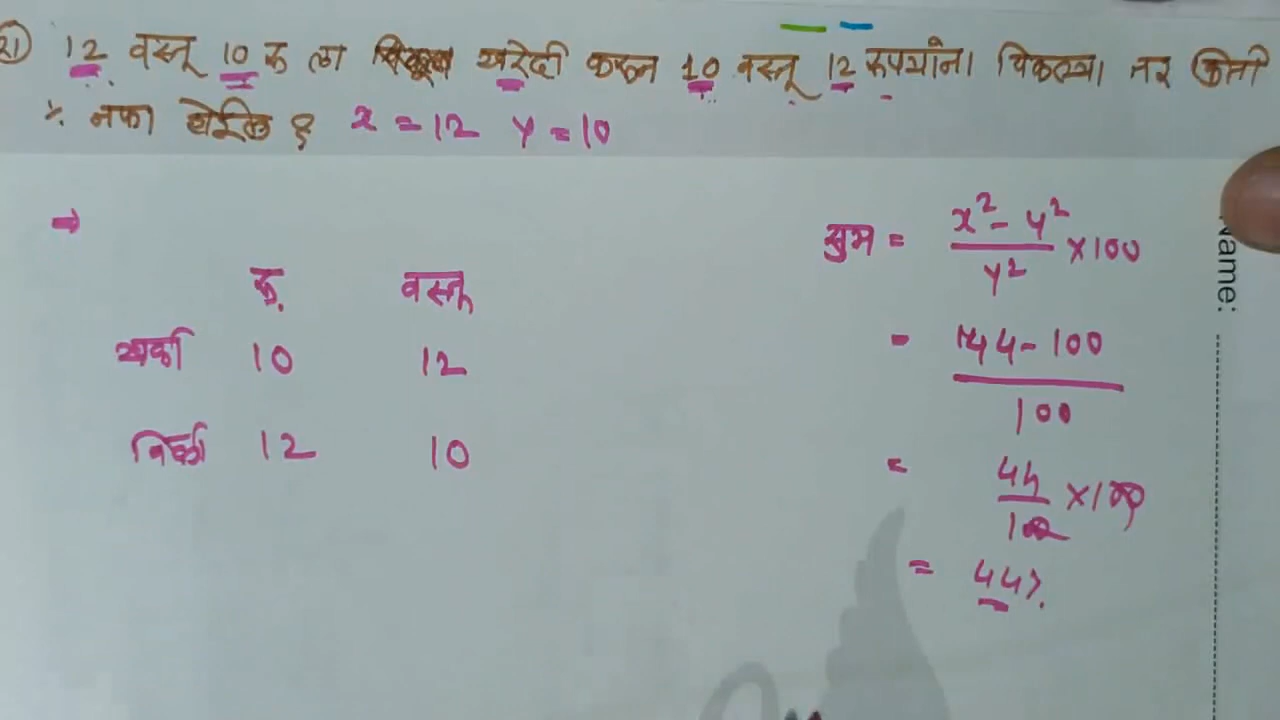 21) 12 वस्तू 10 रु ला खरेदी करून 10 वस्तू 12 रुपयांना विकल्या तर किती
% नफा होईल ? x = 12 y = 10
⇒
रु. वस्तू
खरेदी 10 12
विक्री 12 10
सुत्र = x² - y² / y² × 100
= 144 - 100 / 100
= 44 / 100 × 100
= 44%.
Name: